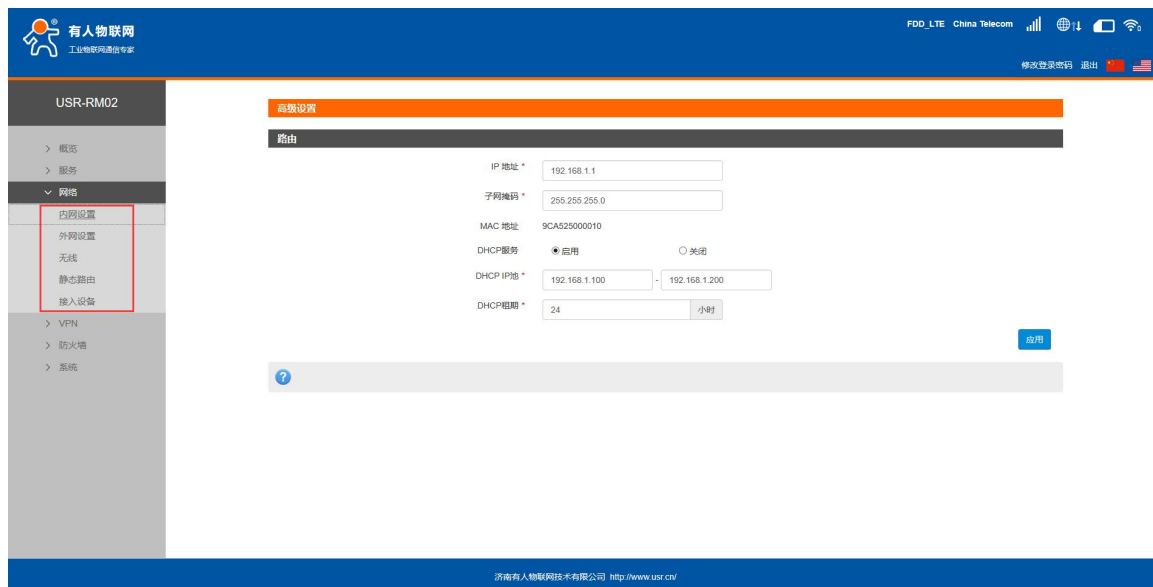 有人物联网
工业物联网通信专家
FDD_LTE China Telecom
修改登录密码 退出
USR-RM02
概览
服务
网络
内网设置
外网设置
无线
静态路由
接入设备
VPN
防火墙
系统
高级设置
路由
IP 地址 * 192.168.1.1
子网掩码 * 255.255.255.0
MAC 地址 9CA525000010
DHCP服务 启用 关闭
DHCP IP池 * 192.168.1.100 - 192.168.1.200
DHCP租期 * 24 小时
应用
济南有人物联网技术有限公司 http://www.usr.cn/